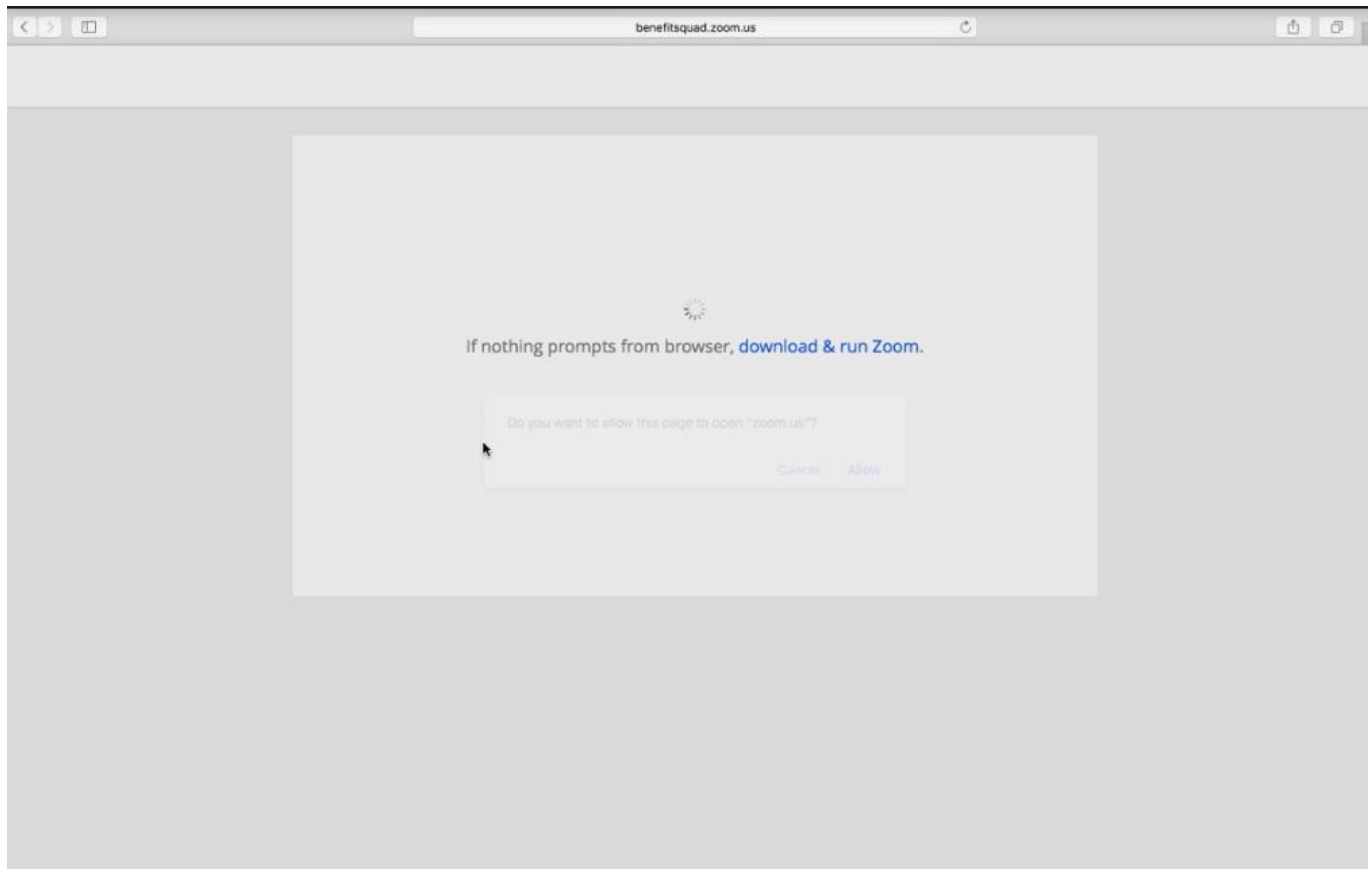 benefitsquad.zoom.us
If nothing prompts from browser, download & run Zoom.
Do you want to allow this page to open "zoom.us"?
Cancel Allow